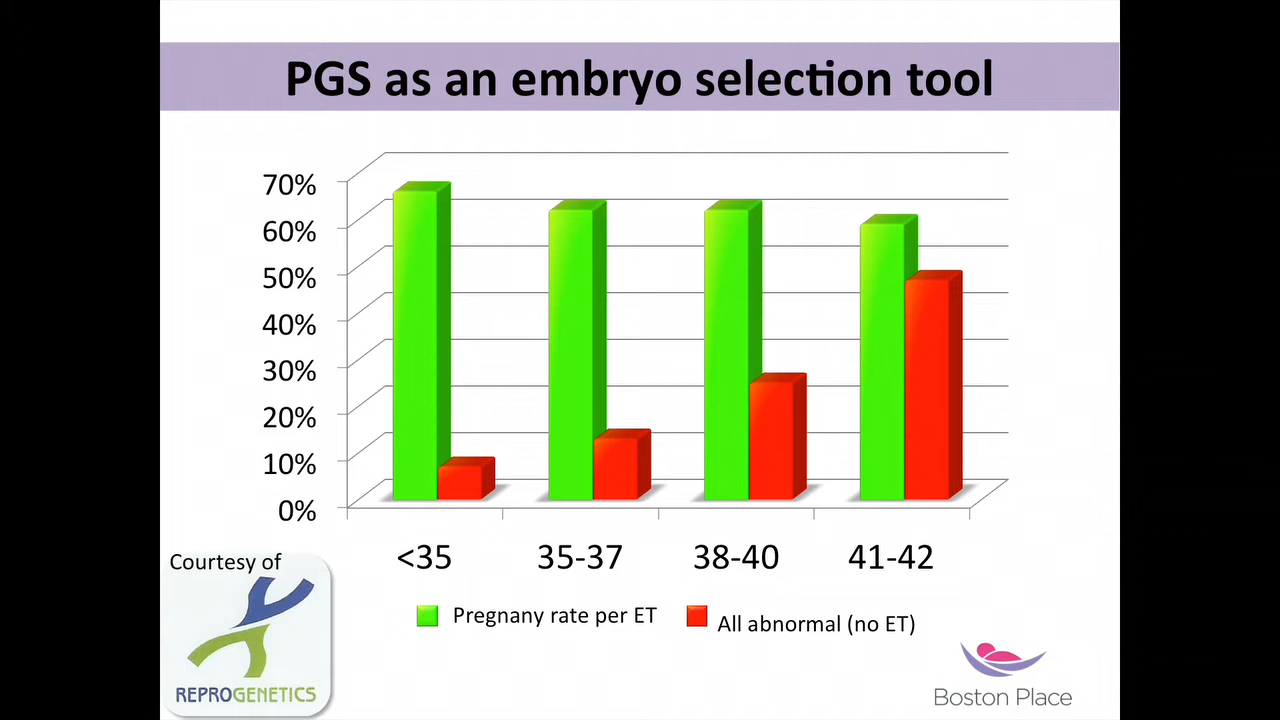 PGS as an embryo selection tool
70%
60%
50%
40%
30%
20%
10%
0%
<35 35-37 38-40 41-42
Pregnany rate per ET All abnormal (no ET)
Courtesy of
REPROGENETICS
Boston Place